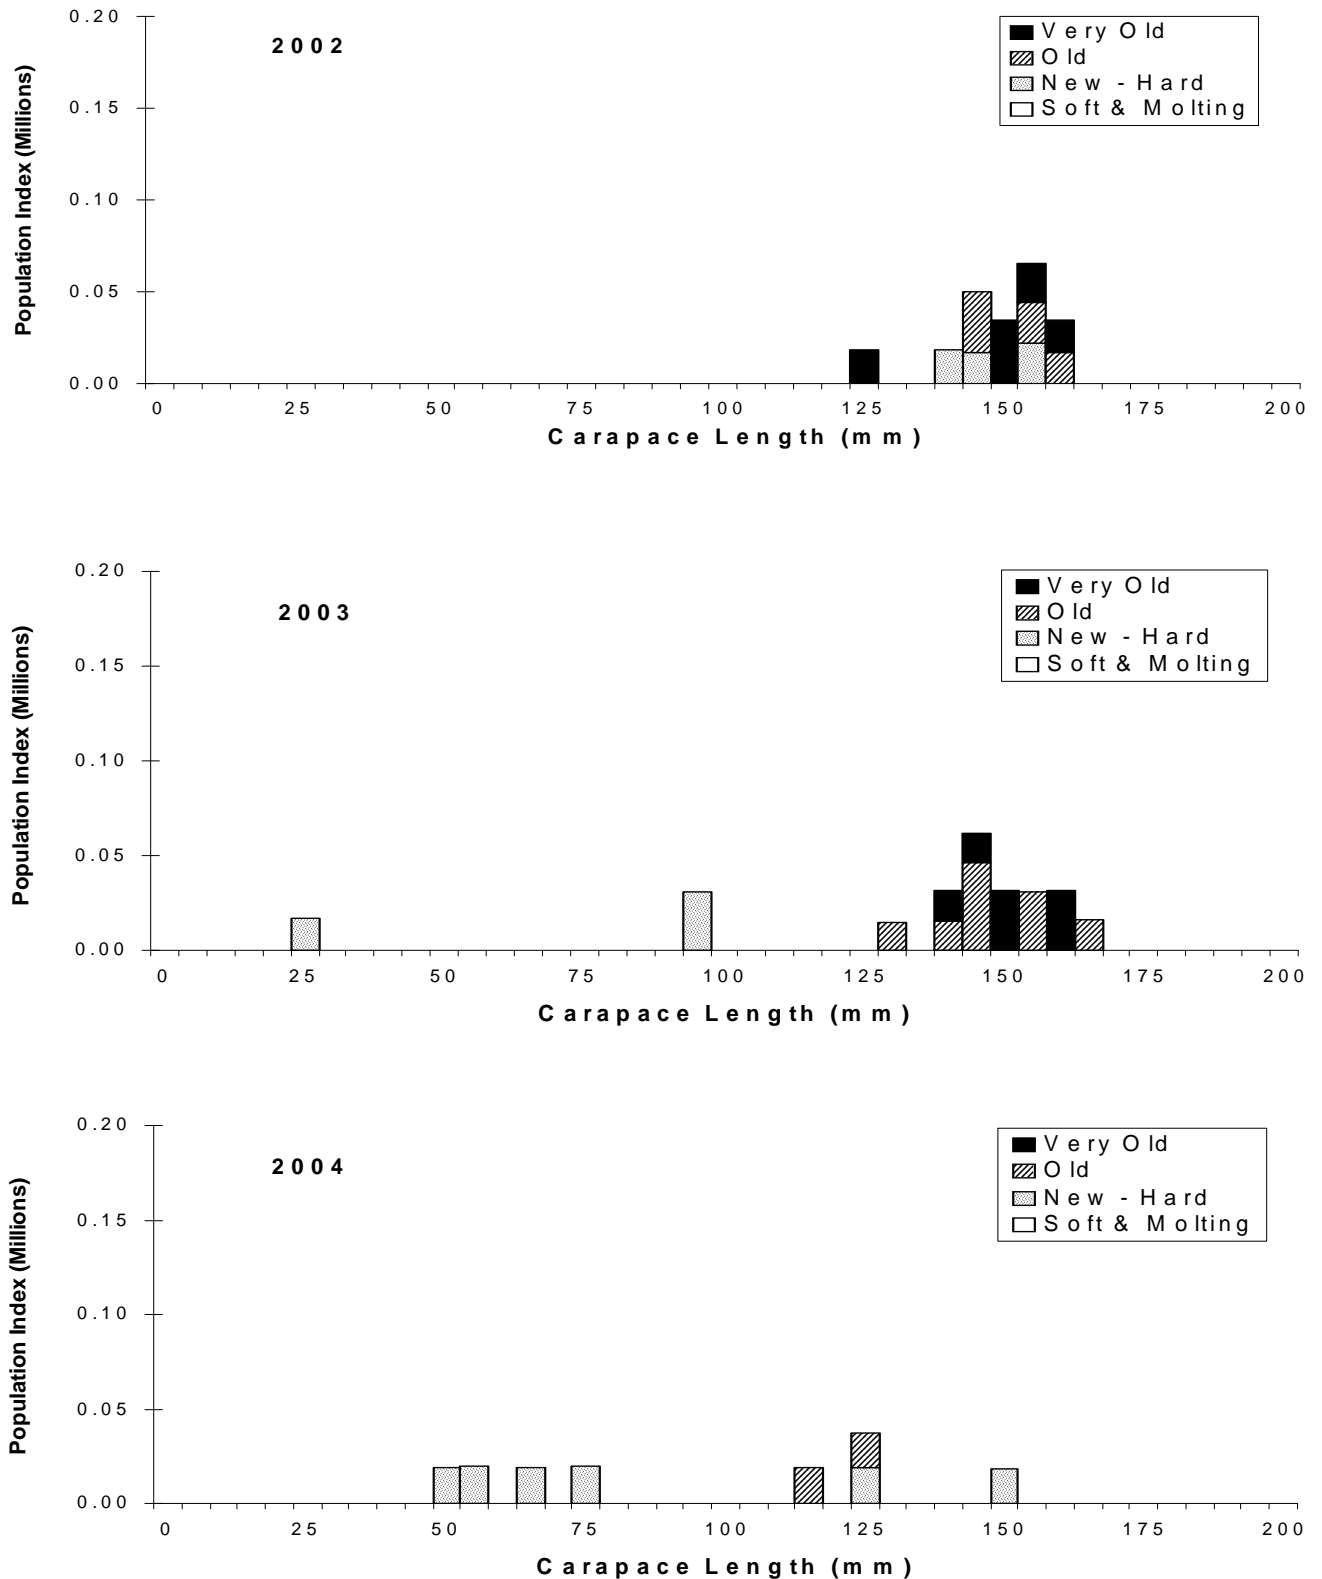 2002
Population Index (Millions)
0.20
0.15
0.10
0.05
0.00
Very Old
Old
New - Hard
Soft & Molting
0 25 50 75 100 125 150 175 200
Carapace Length (mm)
2003
Population Index (Millions)
0.20
0.15
0.10
0.05
0.00
Very Old
Old
New - Hard
Soft & Molting
0 25 50 75 100 125 150 175 200
Carapace Length (mm)
2004
Population Index (Millions)
0.20
0.15
0.10
0.05
0.00
Very Old
Old
New - Hard
Soft & Molting
0 25 50 75 100 125 150 175 200
Carapace Length (mm)